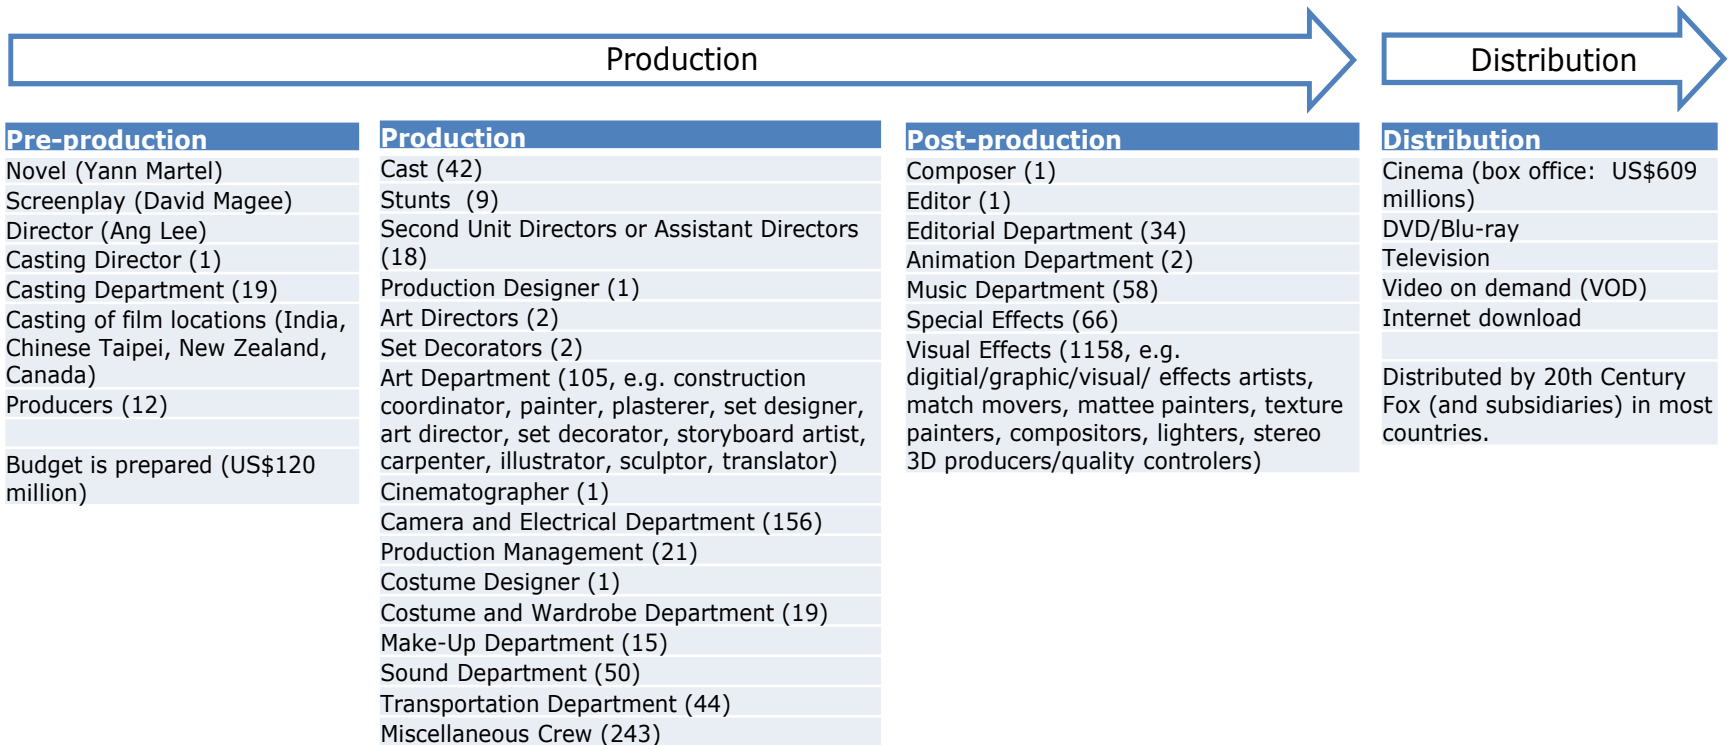 Production
Distribution
Pre-production
Novel (Yann Martel)
Screenplay (David Magee)
Director (Ang Lee)
Casting Director (1)
Casting Department (19)
Casting of film locations (India,
Chinese Taipei, New Zealand,
Canada)
Producers (12)
Budget is prepared (US$120
million)
Production
Cast (42)
Stunts (9)
Second Unit Directors or Assistant Directors
(18)
Production Designer (1)
Art Directors (2)
Set Decorators (2)
Art Department (105, e.g. construction
coordinator, painter, plasterer, set designer,
art director, set decorator, storyboard artist,
carpenter, illustrator, sculptor, translator)
Cinematographer (1)
Camera and Electrical Department (156)
Production Management (21)
Costume Designer (1)
Costume and Wardrobe Department (19)
Make-Up Department (15)
Sound Department (50)
Transportation Department (44)
Miscellaneous Crew (243)
Post-production
Composer (1)
Editor (1)
Editorial Department (34)
Animation Department (2)
Music Department (58)
Special Effects (66)
Visual Effects (1158, e.g.
digitial/graphic/visual/ effects artists,
match movers, mattee painters, texture
painters, compositors, lighters, stereo
3D producers/quality controlers)
Distribution
Cinema (box office: US$609
millions)
DVD/Blu-ray
Television
Video on demand (VOD)
Internet download
Distributed by 20th Century
Fox (and subsidiaries) in most
countries.